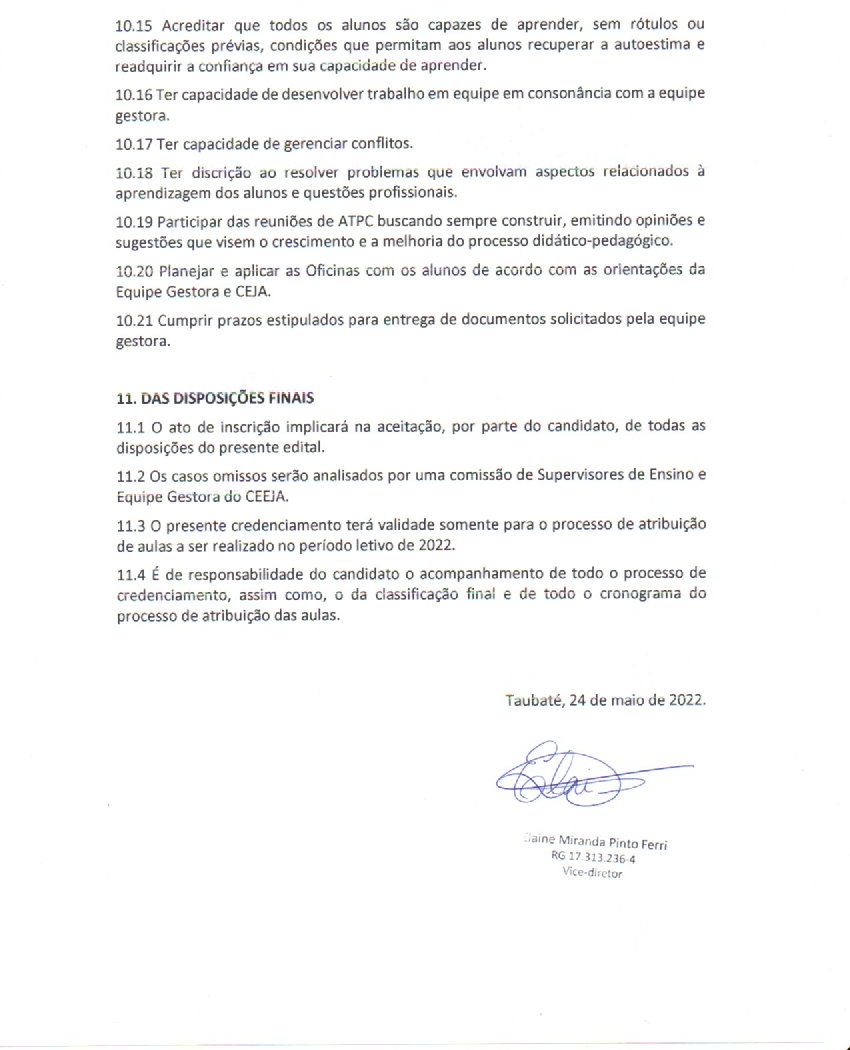 10.15 Acreditar que todos os alunos são capazes de aprender, sem rótulos ou
classificações prévias, condições que permitam aos alunos recuperar a autoestima e
readquirir a confiança em sua capacidade de aprender.
10.16 Ter capacidade de desenvolver trabalho em equipe em consonância com a equipe
gestora.
10.17 Ter capacidade de gerenciar conflitos.
10.18 Ter discrição ao resolver problemas que envolvam aspectos relacionados à
aprendizagem dos alunos e questões profissionais.
10.19 Participar das reuniões de ATPC buscando sempre construir, emitindo opiniões e
sugestões que visem o crescimento e a melhoria do processo didático-pedagógico.
10.20 Planejar e aplicar as Oficinas com os alunos de acordo com as orientações da
Equipe Gestora e CEJA.
10.21 Cumprir prazos estipulados para entrega de documentos solicitados pela equipe
gestora.
11. DAS DISPOSIÇÕES FINAIS
11.1 O ato de inscrição implicará na aceitação, por parte do candidato, de todas as
disposições do presente edital.
11.2 Os casos omissos serão analisados por uma comissão de Supervisores de Ensino e
Equipe Gestora do CEEJA.
11.3 O presente credenciamento terá validade somente para o processo de atribuição
de aulas a ser realizado no período letivo de 2022.
11.4 É de responsabilidade do candidato o acompanhamento de todo o processo de
credenciamento, assim como, o da classificação final e de todo o cronograma do
processo de atribuição das aulas.
Taubaté, 24 de maio de 2022.
Elaine Miranda Pinto Ferri
RG 17.313.236-4
Vice-diretor